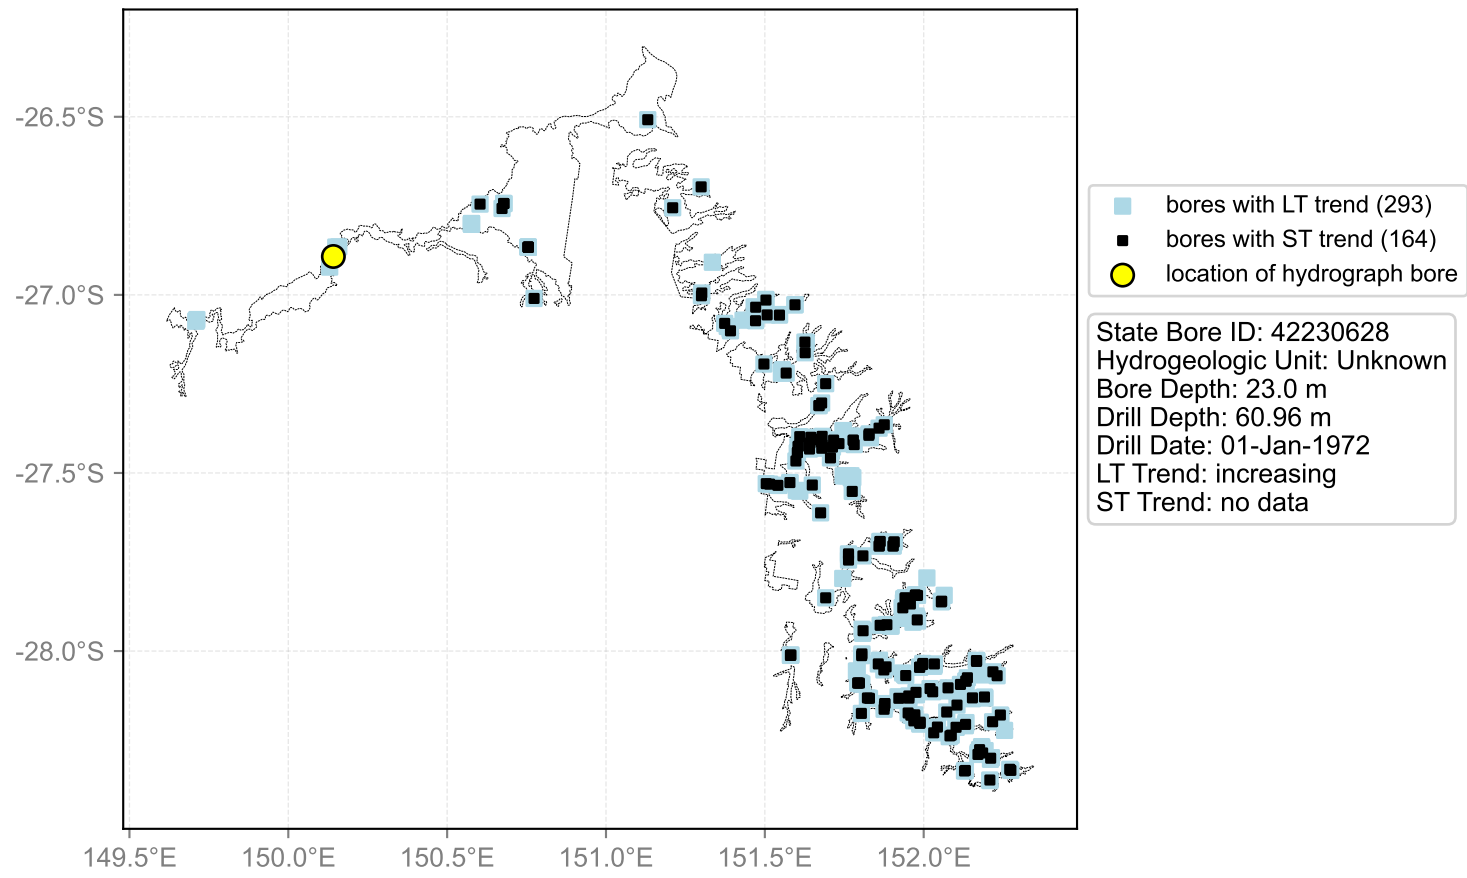 -26.5°S
-27.0°S
-27.5°S
-28.0°S
149.5°E
150.0°E
150.5°E
151.0°E
151.5°E
152.0°E
bores with LT trend (293)
bores with ST trend (164)
location of hydrograph bore
State Bore ID: 42230628
Hydrogeologic Unit: Unknown
Bore Depth: 23.0 m
Drill Depth: 60.96 m
Drill Date: 01-Jan-1972
LT Trend: increasing
ST Trend: no data